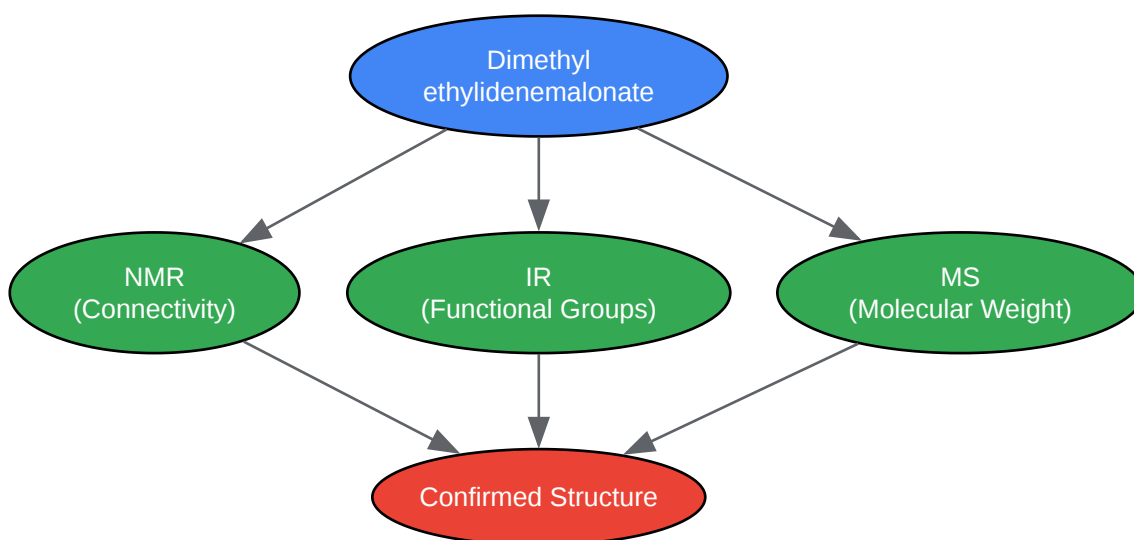 Dimethyl
ethylidenemalonate
NMR
(Connectivity)
IR
(Functional Groups)
MS
(Molecular Weight)
Confirmed Structure